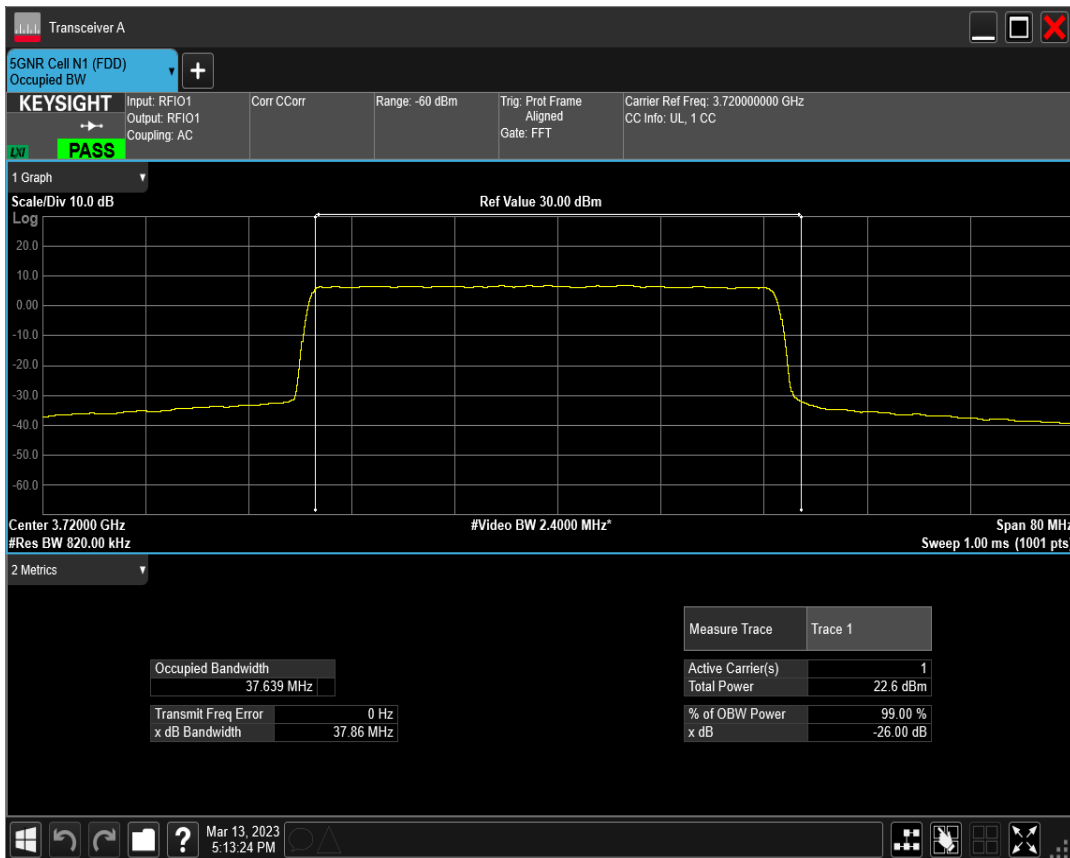 Transceiver A
5GNR Cell N1 (FDD)
Occupied BW
KEYSIGHT
LXI
PASS
Input: RFIO1
Output: RFIO1
Coupling: AC
Corr CCorr
Range: -60 dBm
Trig: Prot Frame
Aligned
Gate: FFT
Carrier Ref Freq: 3.720000000 GHz
CC Info: UL, 1 CC
1 Graph
Scale/Div 10.0 dB
Ref Value 30.00 dBm
Log
20.0
10.0
0.00
-10.0
-20.0
-30.0
-40.0
-50.0
-60.0
Center 3.72000 GHz
#Video BW 2.4000 MHz*
Span 80 MHz
#Res BW 820.00 kHz
Sweep 1.00 ms (1001 pts)
2 Metrics
Measure Trace Trace 1
Occupied Bandwidth
37.639 MHz
Active Carrier(s) 1
Total Power 22.6 dBm
Transmit Freq Error 0 Hz
x dB Bandwidth 37.86 MHz
% of OBW Power 99.00 %
x dB -26.00 dB
?
Mar 13, 2023
5:13:24 PM